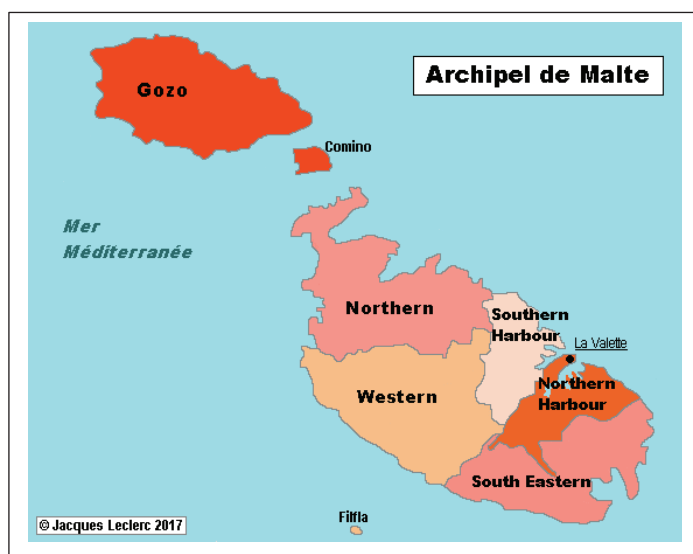 Archipel de Malte
Gozo
Comino
Mer
Méditerranée
Northern
Southern
Harbour
La Valette
Western
Northern
Harbour
South Eastern
Filfla
© Jacques Leclerc 2017